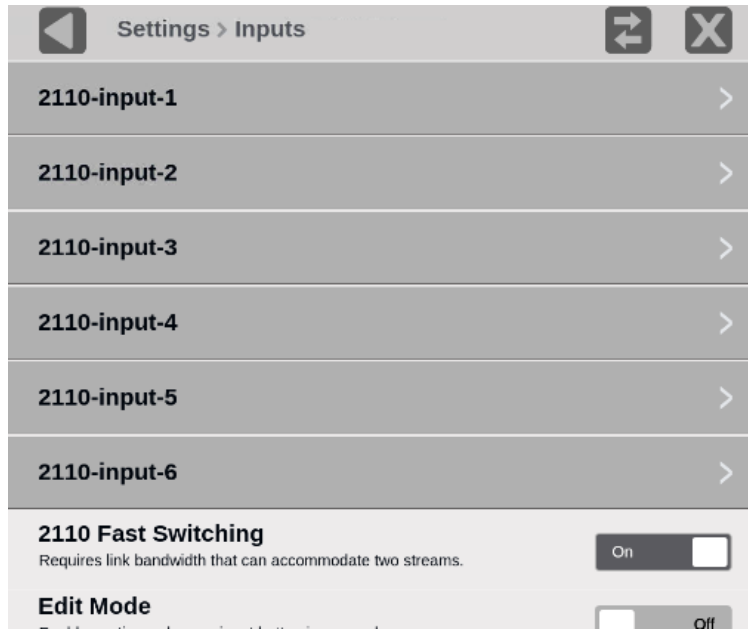 Settings > Inputs
2110-input-1
2110-input-2
2110-input-3
2110-input-4
2110-input-5
2110-input-6
2110 Fast Switching
Requires link bandwidth that can accommodate two streams.
On
Edit Mode
Off